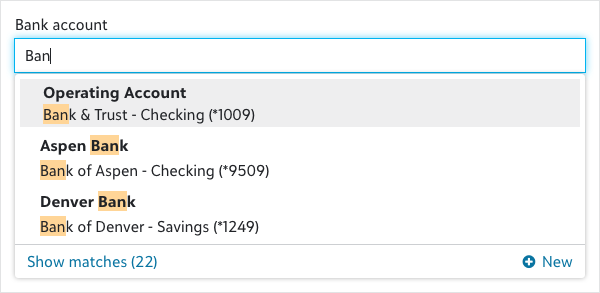 Bank account
Ban
Operating Account
Bank & Trust - Checking (*1009)
Aspen Bank
Bank of Aspen - Checking (*9509)
Denver Bank
Bank of Denver - Savings (*1249)
Show matches (22) New